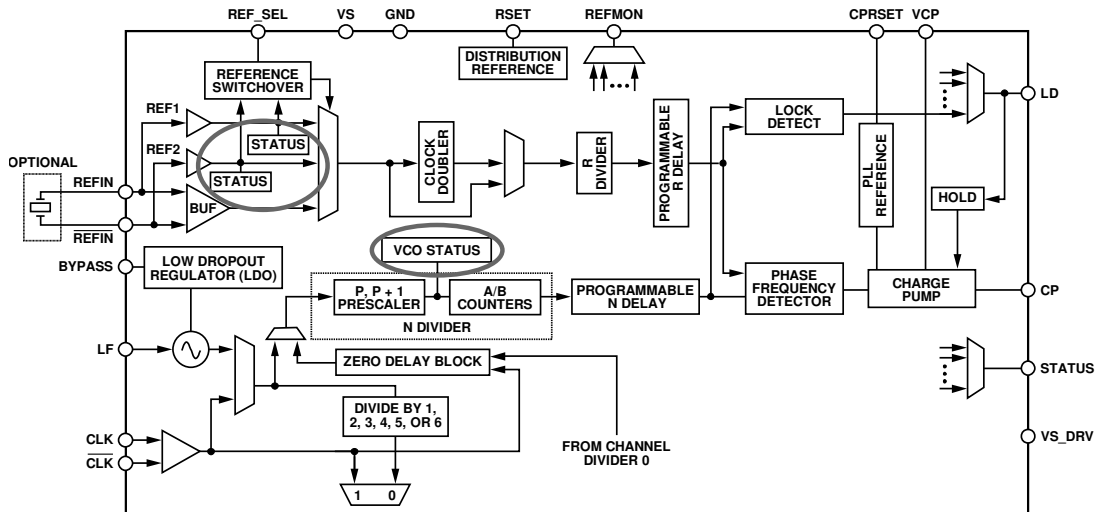 REF_SEL
VS
GND
RSET
REFMON
CPRSET
VCP
DISTRIBUTION
REFERENCE
REFERENCE
SWITCHOVER
REF1
STATUS
REF2
STATUS
OPTIONAL
REFIN
BUF
REFIN
CLOCK
DOUBLER
R
DIVIDER
PROGRAMMABLE
R DELAY
LOCK
DETECT
PLL
REFERENCE
LD
HOLD
BYPASS
LOW DROPOUT
REGULATOR (LDO)
VCO STATUS
P, P + 1
PRESCALER
A/B
COUNTERS
N DIVIDER
PROGRAMMABLE
N DELAY
PHASE
FREQUENCY
DETECTOR
CHARGE
PUMP
CP
LF
ZERO DELAY BLOCK
STATUS
DIVIDE BY 1,
2, 3, 4, 5, OR 6
FROM CHANNEL
DIVIDER 0
VS_DRV
CLK
CLK
1 0